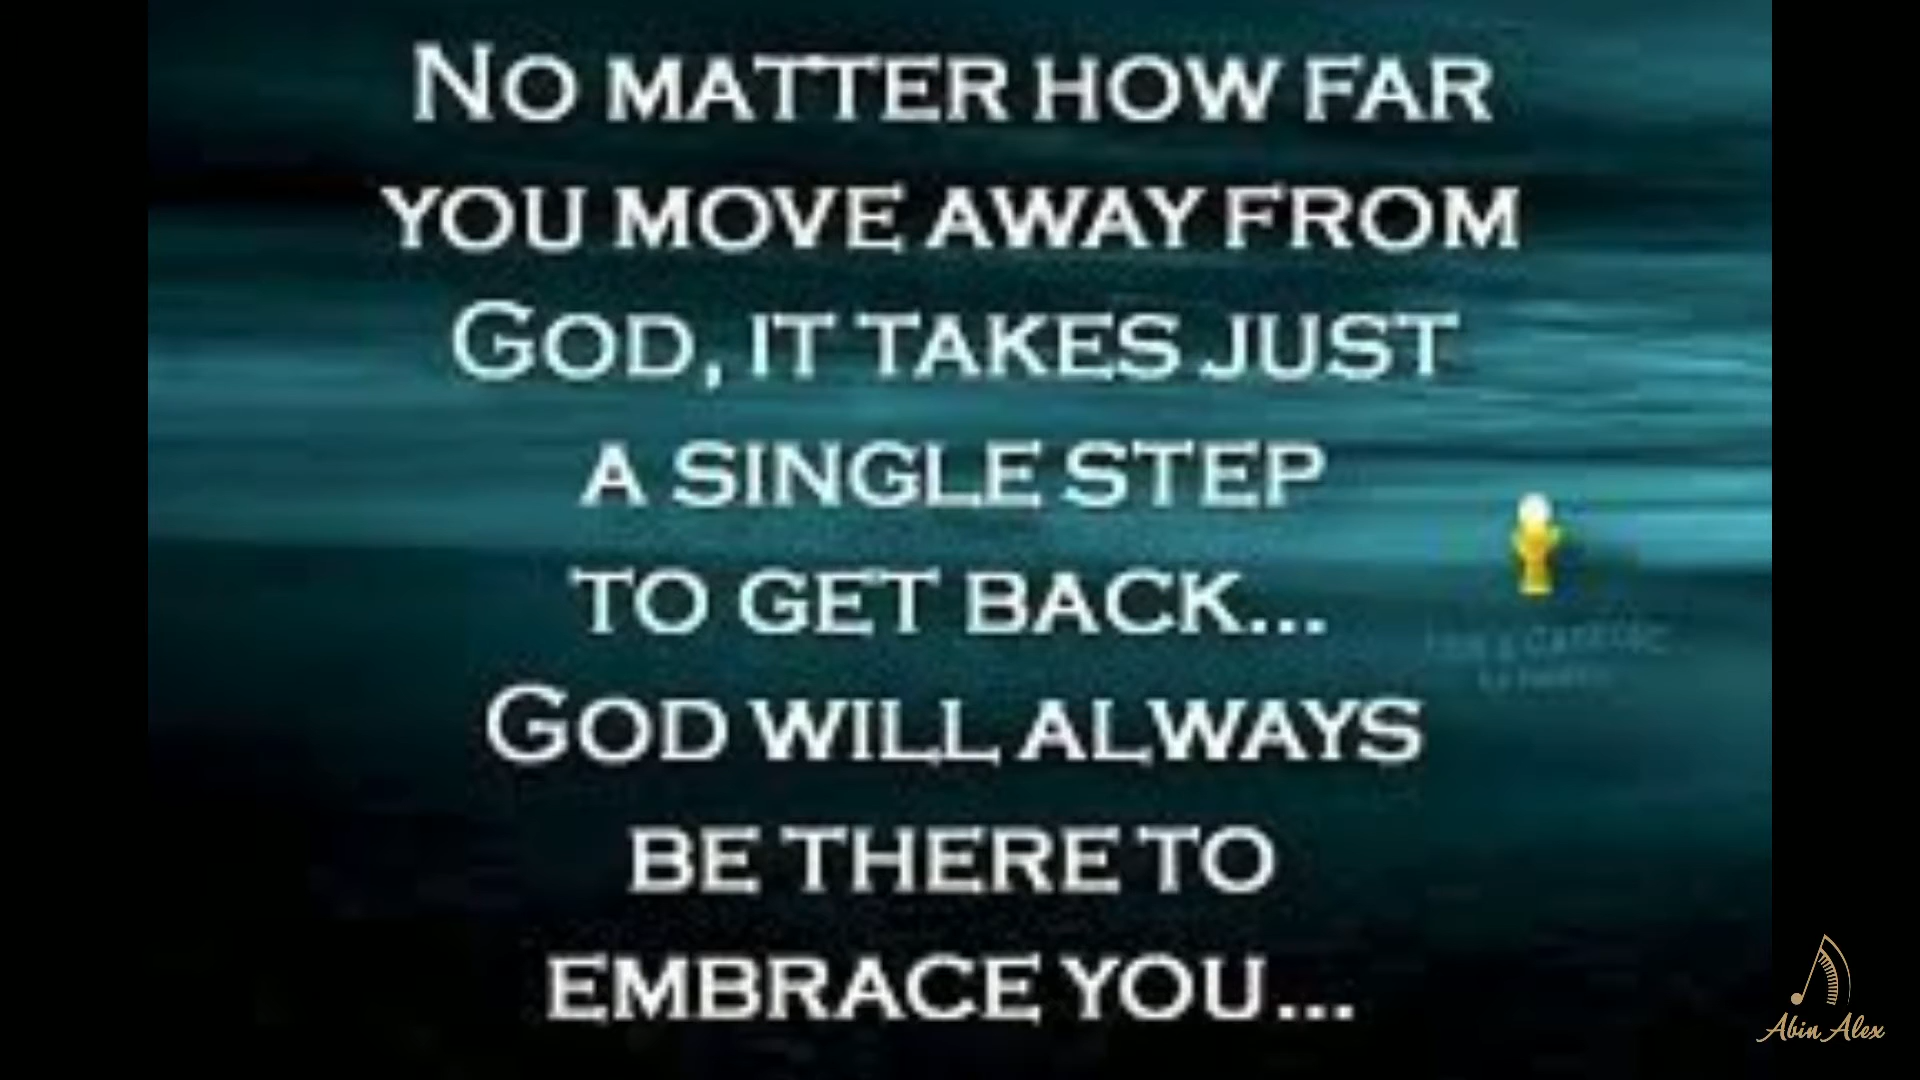 No matter how far
you move away from
God, it takes just
a single step
to get back...
God will always
be there to
embrace you...
Abin Alex